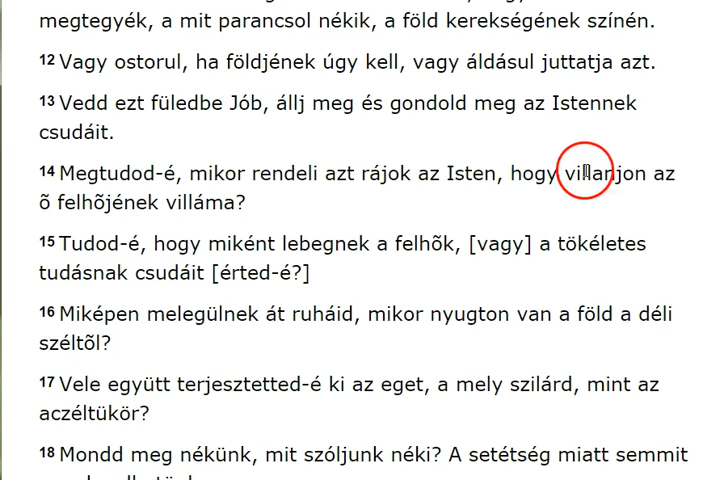 megtegyék, a mit parancsol nékik, a föld kerekségének színén.
12 Vagy ostorul, ha földjének úgy kell, vagy áldásul juttatja azt.
13 Vedd ezt füledbe Jób, állj meg és gondold meg az Istennek
csudáit.
14 Megtudod-é, mikor rendeli azt rájok az Isten, hogy villanjon az
õ felhõjének villáma?
15 Tudod-é, hogy miként lebegnek a felhõk, [vagy] a tökéletes
tudásnak csudáit [érted-é?]
16 Miképen melegülnek át ruháid, mikor nyugton van a föld a déli
széltõl?
17 Vele együtt terjesztetted-é ki az eget, a mely szilárd, mint az
aczéltükör?
18 Mondd meg nékünk, mit szóljunk néki? A setétség miatt semmit